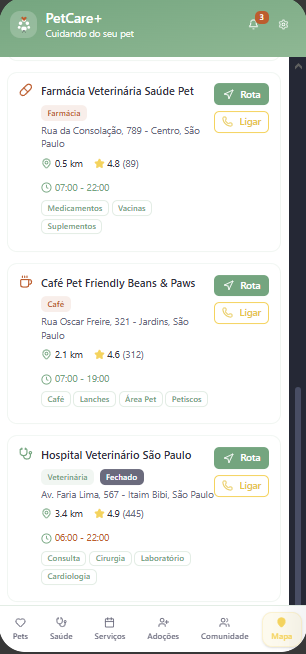 PetCare+
Cuidando do seu pet
3
Farmácia Veterinária Saúde Pet
Rota
Farmácia
Ligar
Rua da Consolação, 789 - Centro, São
Paulo
0.5 km 4.8 (89)
07:00 - 22:00
Medicamentos Vacinas
Suplementos
Café Pet Friendly Beans & Paws
Rota
Café
Ligar
Rua Oscar Freire, 321 - Jardins, São
Paulo
2.1 km 4.6 (312)
07:00 - 19:00
Café Lanches Área Pet Petiscos
Hospital Veterinário São Paulo
Rota
Veterinária Fechado
Ligar
Av. Faria Lima, 567 - Itaim Bibi, São Paulo
3.4 km 4.9 (445)
06:00 - 22:00
Consulta Cirurgia Laboratório
Cardiologia
Pets Saúde Serviços Adoções Comunidade Mapa